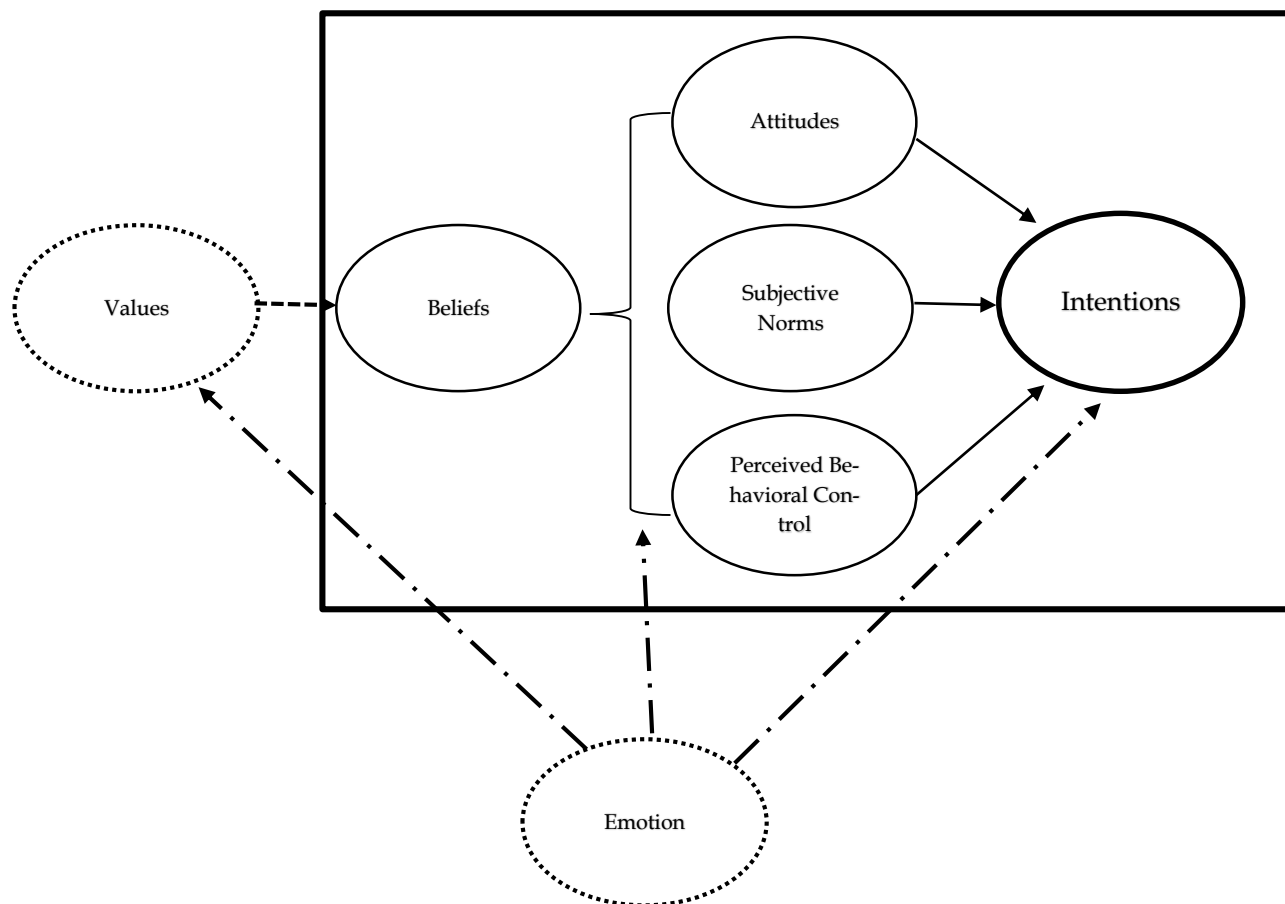 Attitudes
Values
Beliefs
Subjective
Norms
Intentions
Perceived Be-
havioral Con-
trol
Emotion